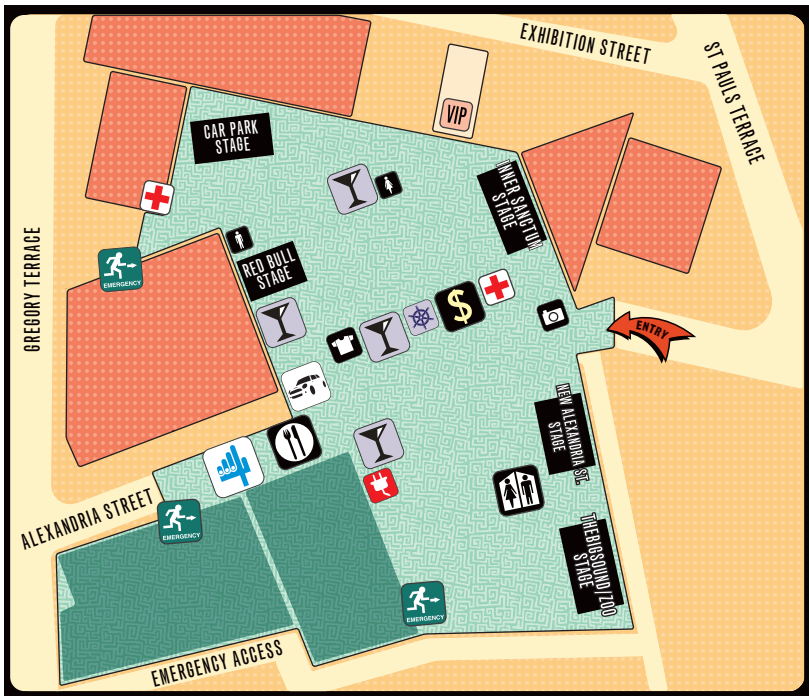 EXHIBITION STREET
ST PAULS TERRACE
VIP
CAR PARK
STAGE
INNER SANCTUM
STAGE
GREGORY TERRACE
EMERGENCY
RED BULL
STAGE
$
ENTRY
NEW ALEXANDRIA ST.
STAGE
ALEXANDRIA STREET
EMERGENCY
THEBIGSOUND/ZOO
STAGE
EMERGENCY
EMERGENCY ACCESS